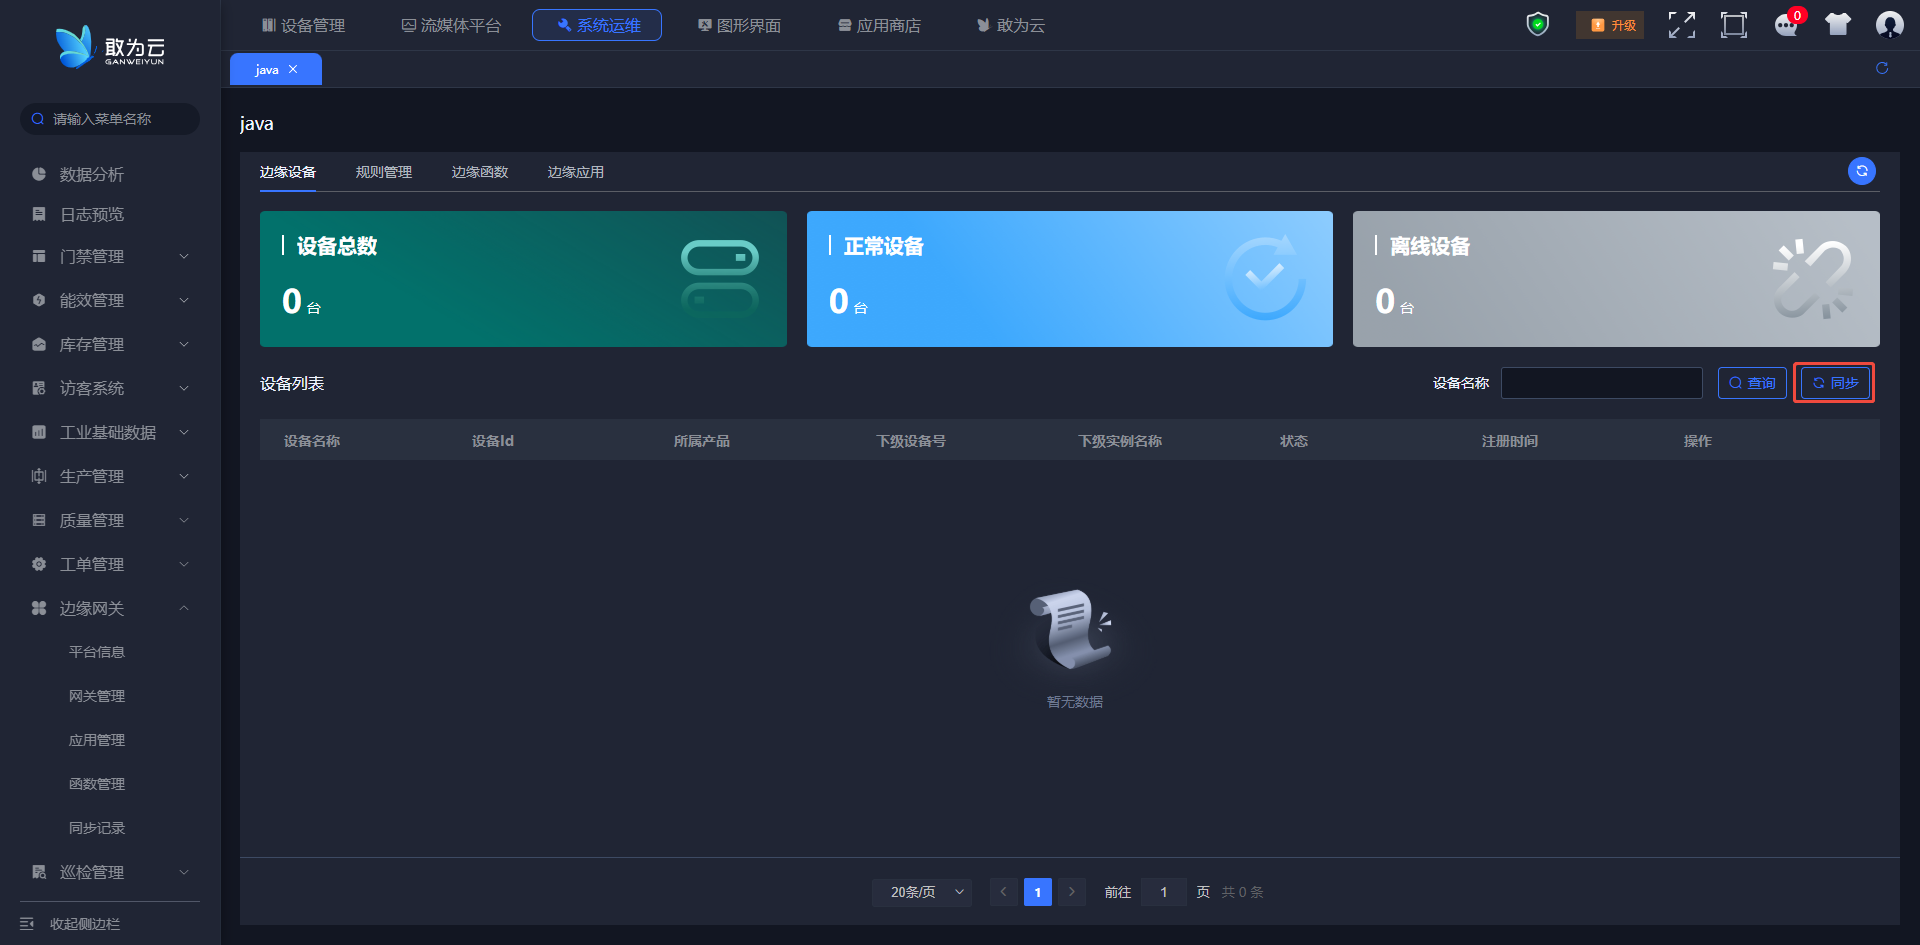 敢为云
GANWEIYUN
设备管理
流媒体平台
系统运维
图形界面
应用商店
敢为云
升级
0
java
请输入菜单名称
数据分析
日志预览
门禁管理
能效管理
库存管理
访客系统
工业基础数据
生产管理
质量管理
工单管理
边缘网关
平台信息
网关管理
应用管理
函数管理
同步记录
巡检管理
收起侧边栏
java
边缘设备 规则管理 边缘函数 边缘应用
设备总数
0 台
正常设备
0 台
离线设备
0 台
设备列表
设备名称
查询
同步
设备名称 设备Id 所属产品 下级设备号 下级实例名称 状态 注册时间 操作
暂无数据
20条/页 1 前往 1 页 共 0 条